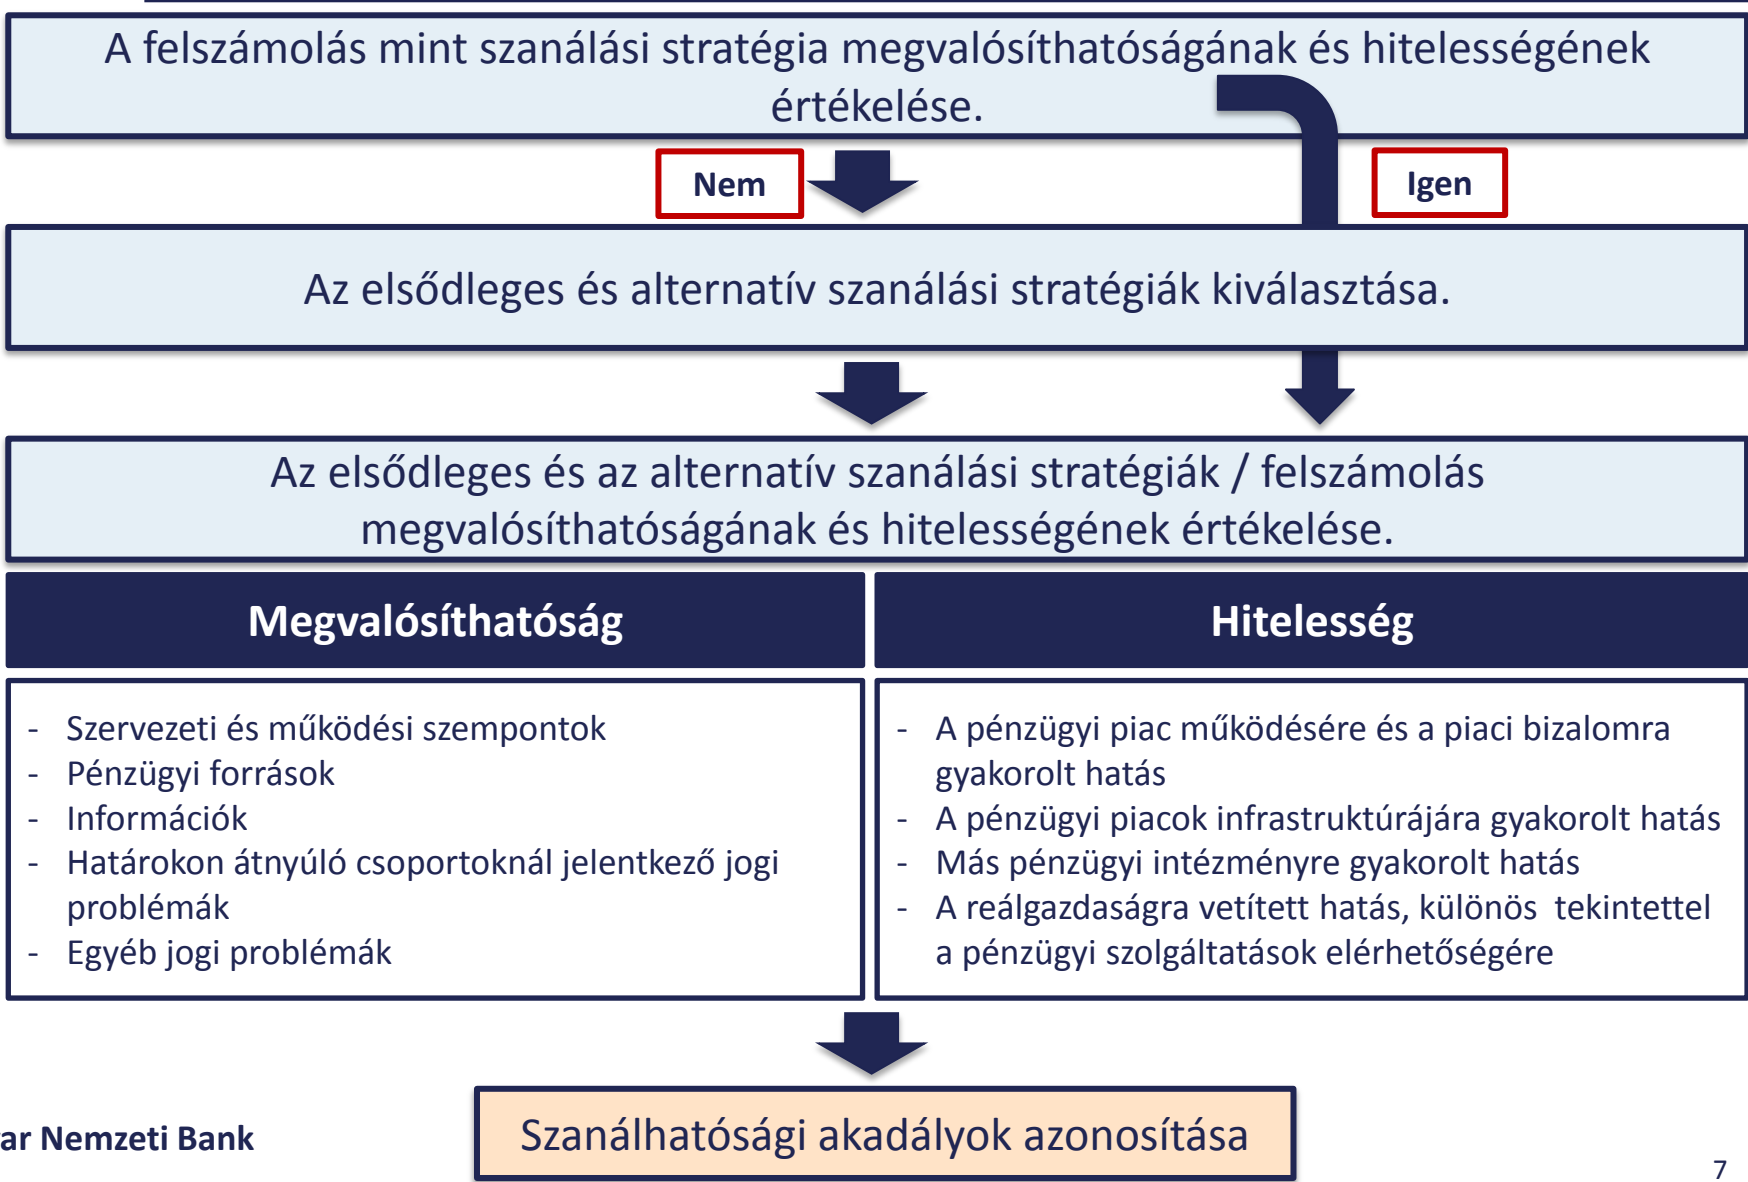 A felszámolás mint szanálási stratégia megvalósíthatóságának és hitelességének
értékelése.
Nem
Igen
Az elsődleges és alternatív szanálási stratégiák kiválasztása.
Az elsődleges és az alternatív szanálási stratégiák / felszámolás
megvalósíthatóságának és hitelességének értékelése.
Megvalósíthatóság
- Szervezeti és működési szempontok
- Pénzügyi források
- Információk
- Határokon átnyúló csoportoknál jelentkező jogi
problémák
- Egyéb jogi problémák
Hitelesség
- A pénzügyi piac működésére és a piaci bizalomra
gyakorolt hatás
- A pénzügyi piacok infrastruktúrájára gyakorolt hatás
- Más pénzügyi intézményre gyakorolt hatás
- A reálgazdaságra vetített hatás, különös tekintettel
a pénzügyi szolgáltatások elérhetőségére
Szanálhatósági akadályok azonosítása
ar Nemzeti Bank
7